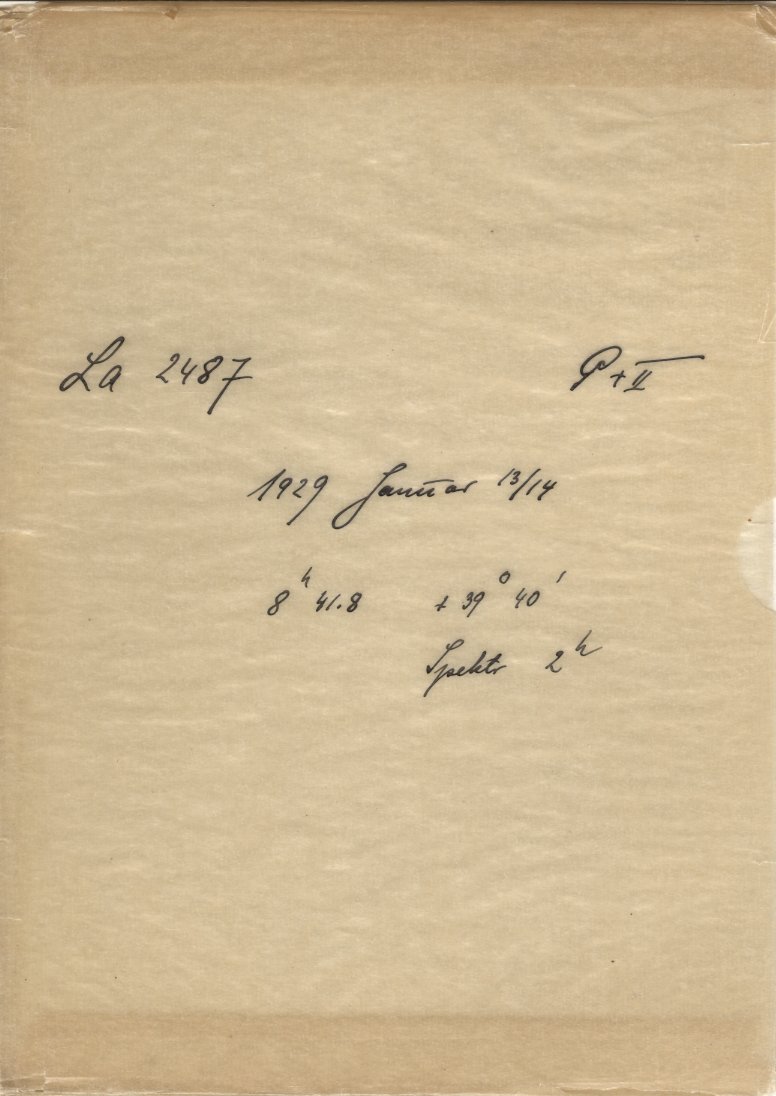 La 2487 P + II
1929 Januar 13/14
8ʰ 41.8 + 39° 40'
Spektr 2ʰ